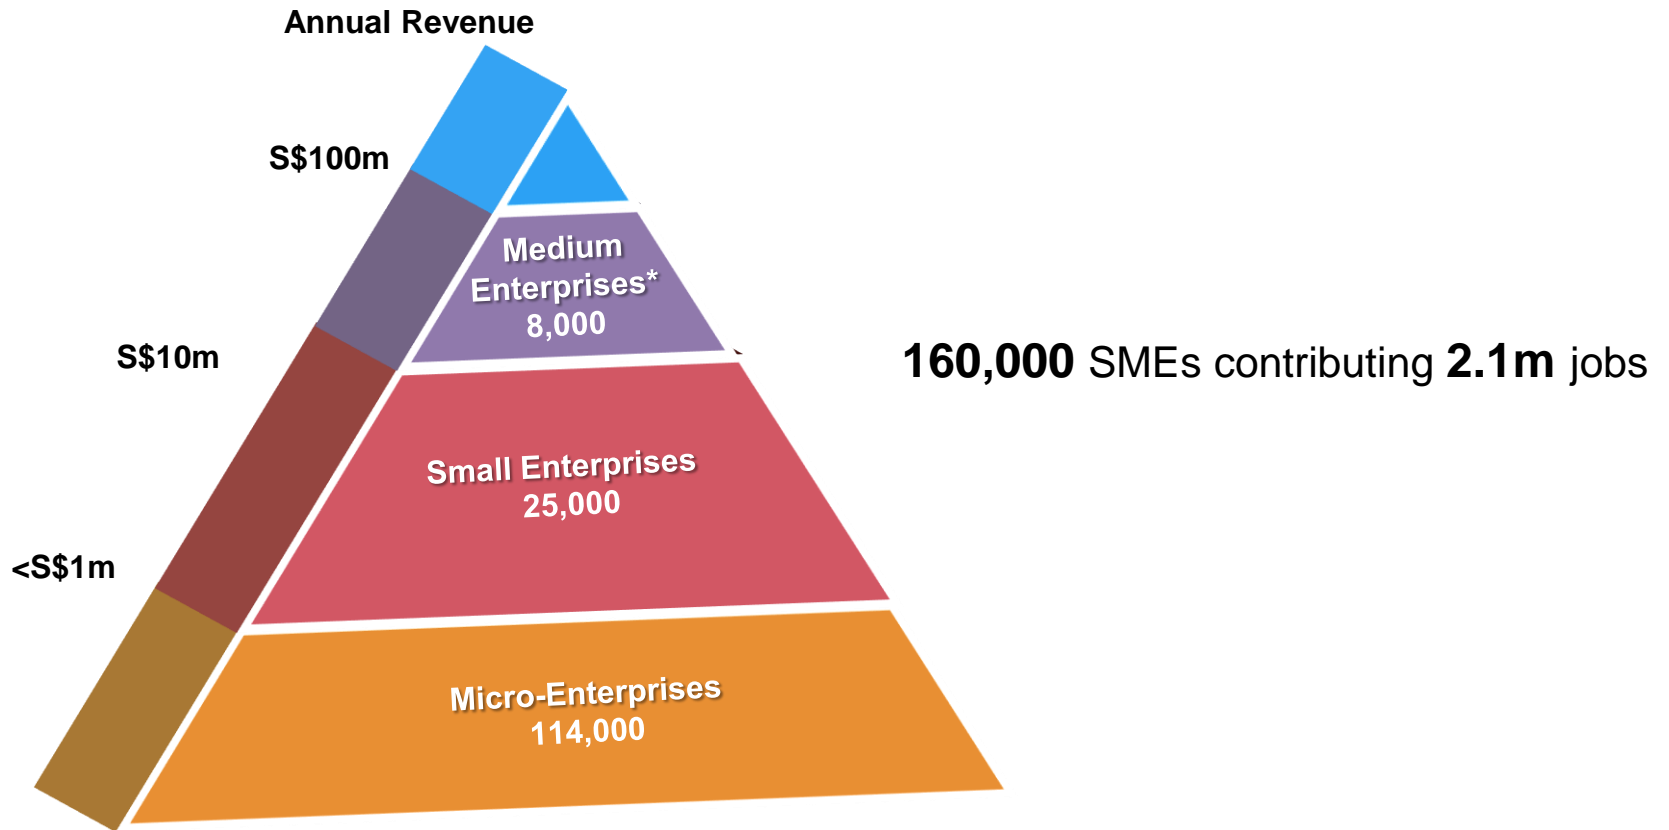 Annual Revenue
S$100m
Medium
Enterprises*
8,000
S$10m
160,000 SMEs contributing 2.1m jobs
Small Enterprises
25,000
<S$1m
Micro-Enterprises
114,000